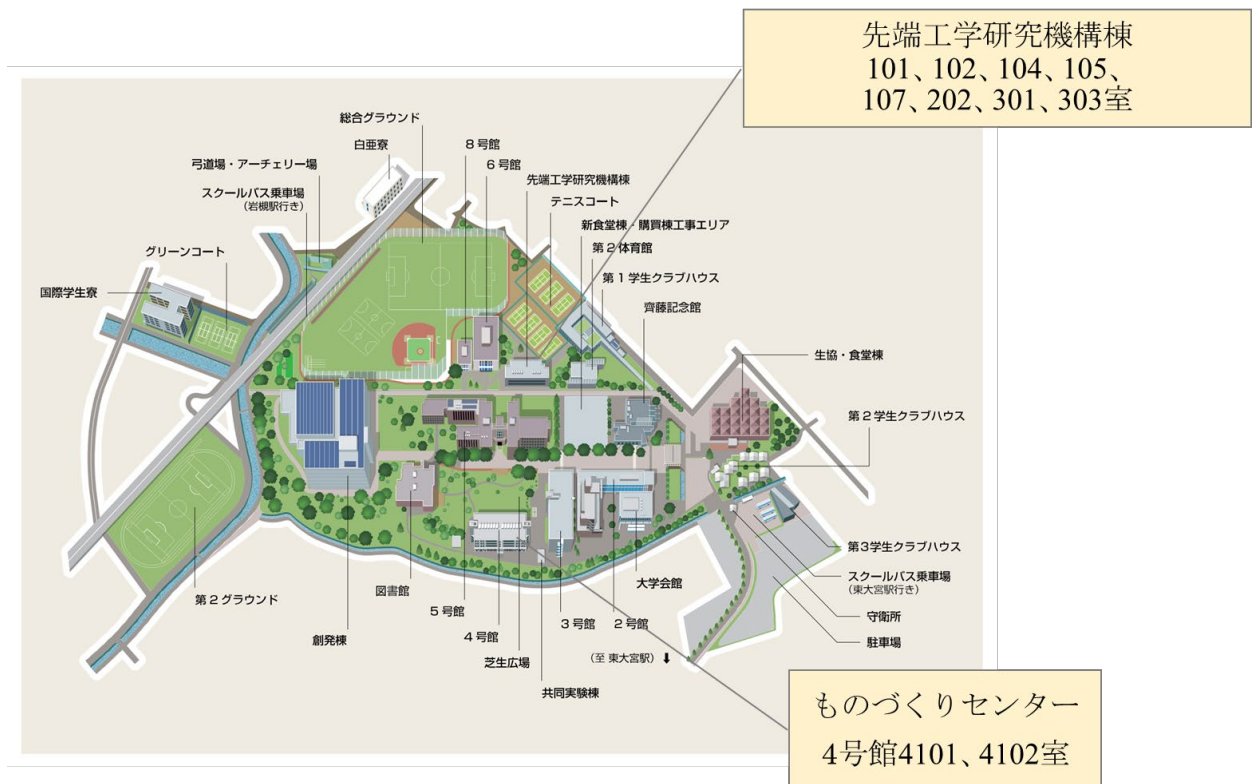 先端工学研究機構棟
101、102、104、105、
107、202、301、303室
総合グラウンド
白亜寮
8号館
6号館
弓道場・アーチェリー場
先端工学研究機構棟
スクールバス乗車場
(岩槻駅行き)
テニスコート
新食堂棟・購買棟工事エリア
グリーンコート
第2体育館
第1学生クラブハウス
国際学生寮
齊藤記念館
生協・食堂棟
第2学生クラブハウス
第3学生クラブハウス
スクールバス乗車場
(東大宮駅行き)
守衛所
駐車場
大学会館
2号館
3号館
(至 東大宮駅) ⬇
共同実験棟
芝生広場
4号館
5号館
図書館
創発棟
第2グラウンド
ものづくりセンター
4号館4101、4102室